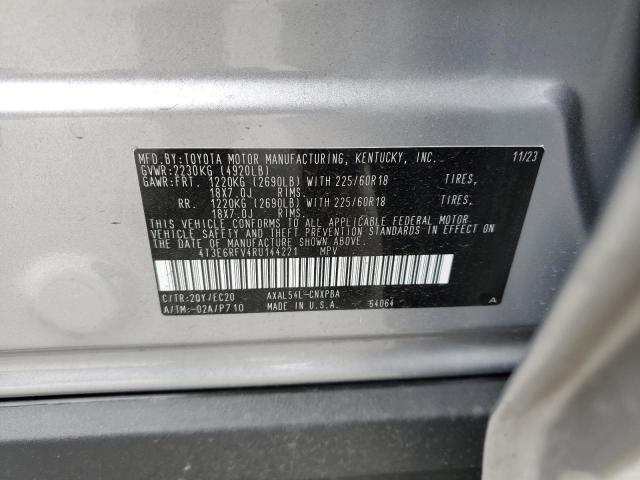 MFD.BY:TOYOTA MOTOR MANUFACTURING, KENTUCKY, INC. 11/23
GVWR:2230KG (4920LB)
GAWR:FRT. 1220KG (2690LB) WITH 225/60R18 TIRES,
18X7.0J RIMS.
RR. 1220KG (2690LB) WITH 225/60R18 TIRES,
18X7.0J RIMS.
THIS VEHICLE CONFORMS TO ALL APPLICABLE FEDERAL MOTOR
VEHICLE SAFETY AND THEFT PREVENTION STANDARDS IN EFFECT ON
THE DATE OF MANUFACTURE SHOWN ABOVE.
4T3E6RFV4RU144221 MPV
C/TR:2QY/EC20 AXAL54L-CNXPBA
A/TM:-02A/P710 MADE IN U.S.A. 54064 A